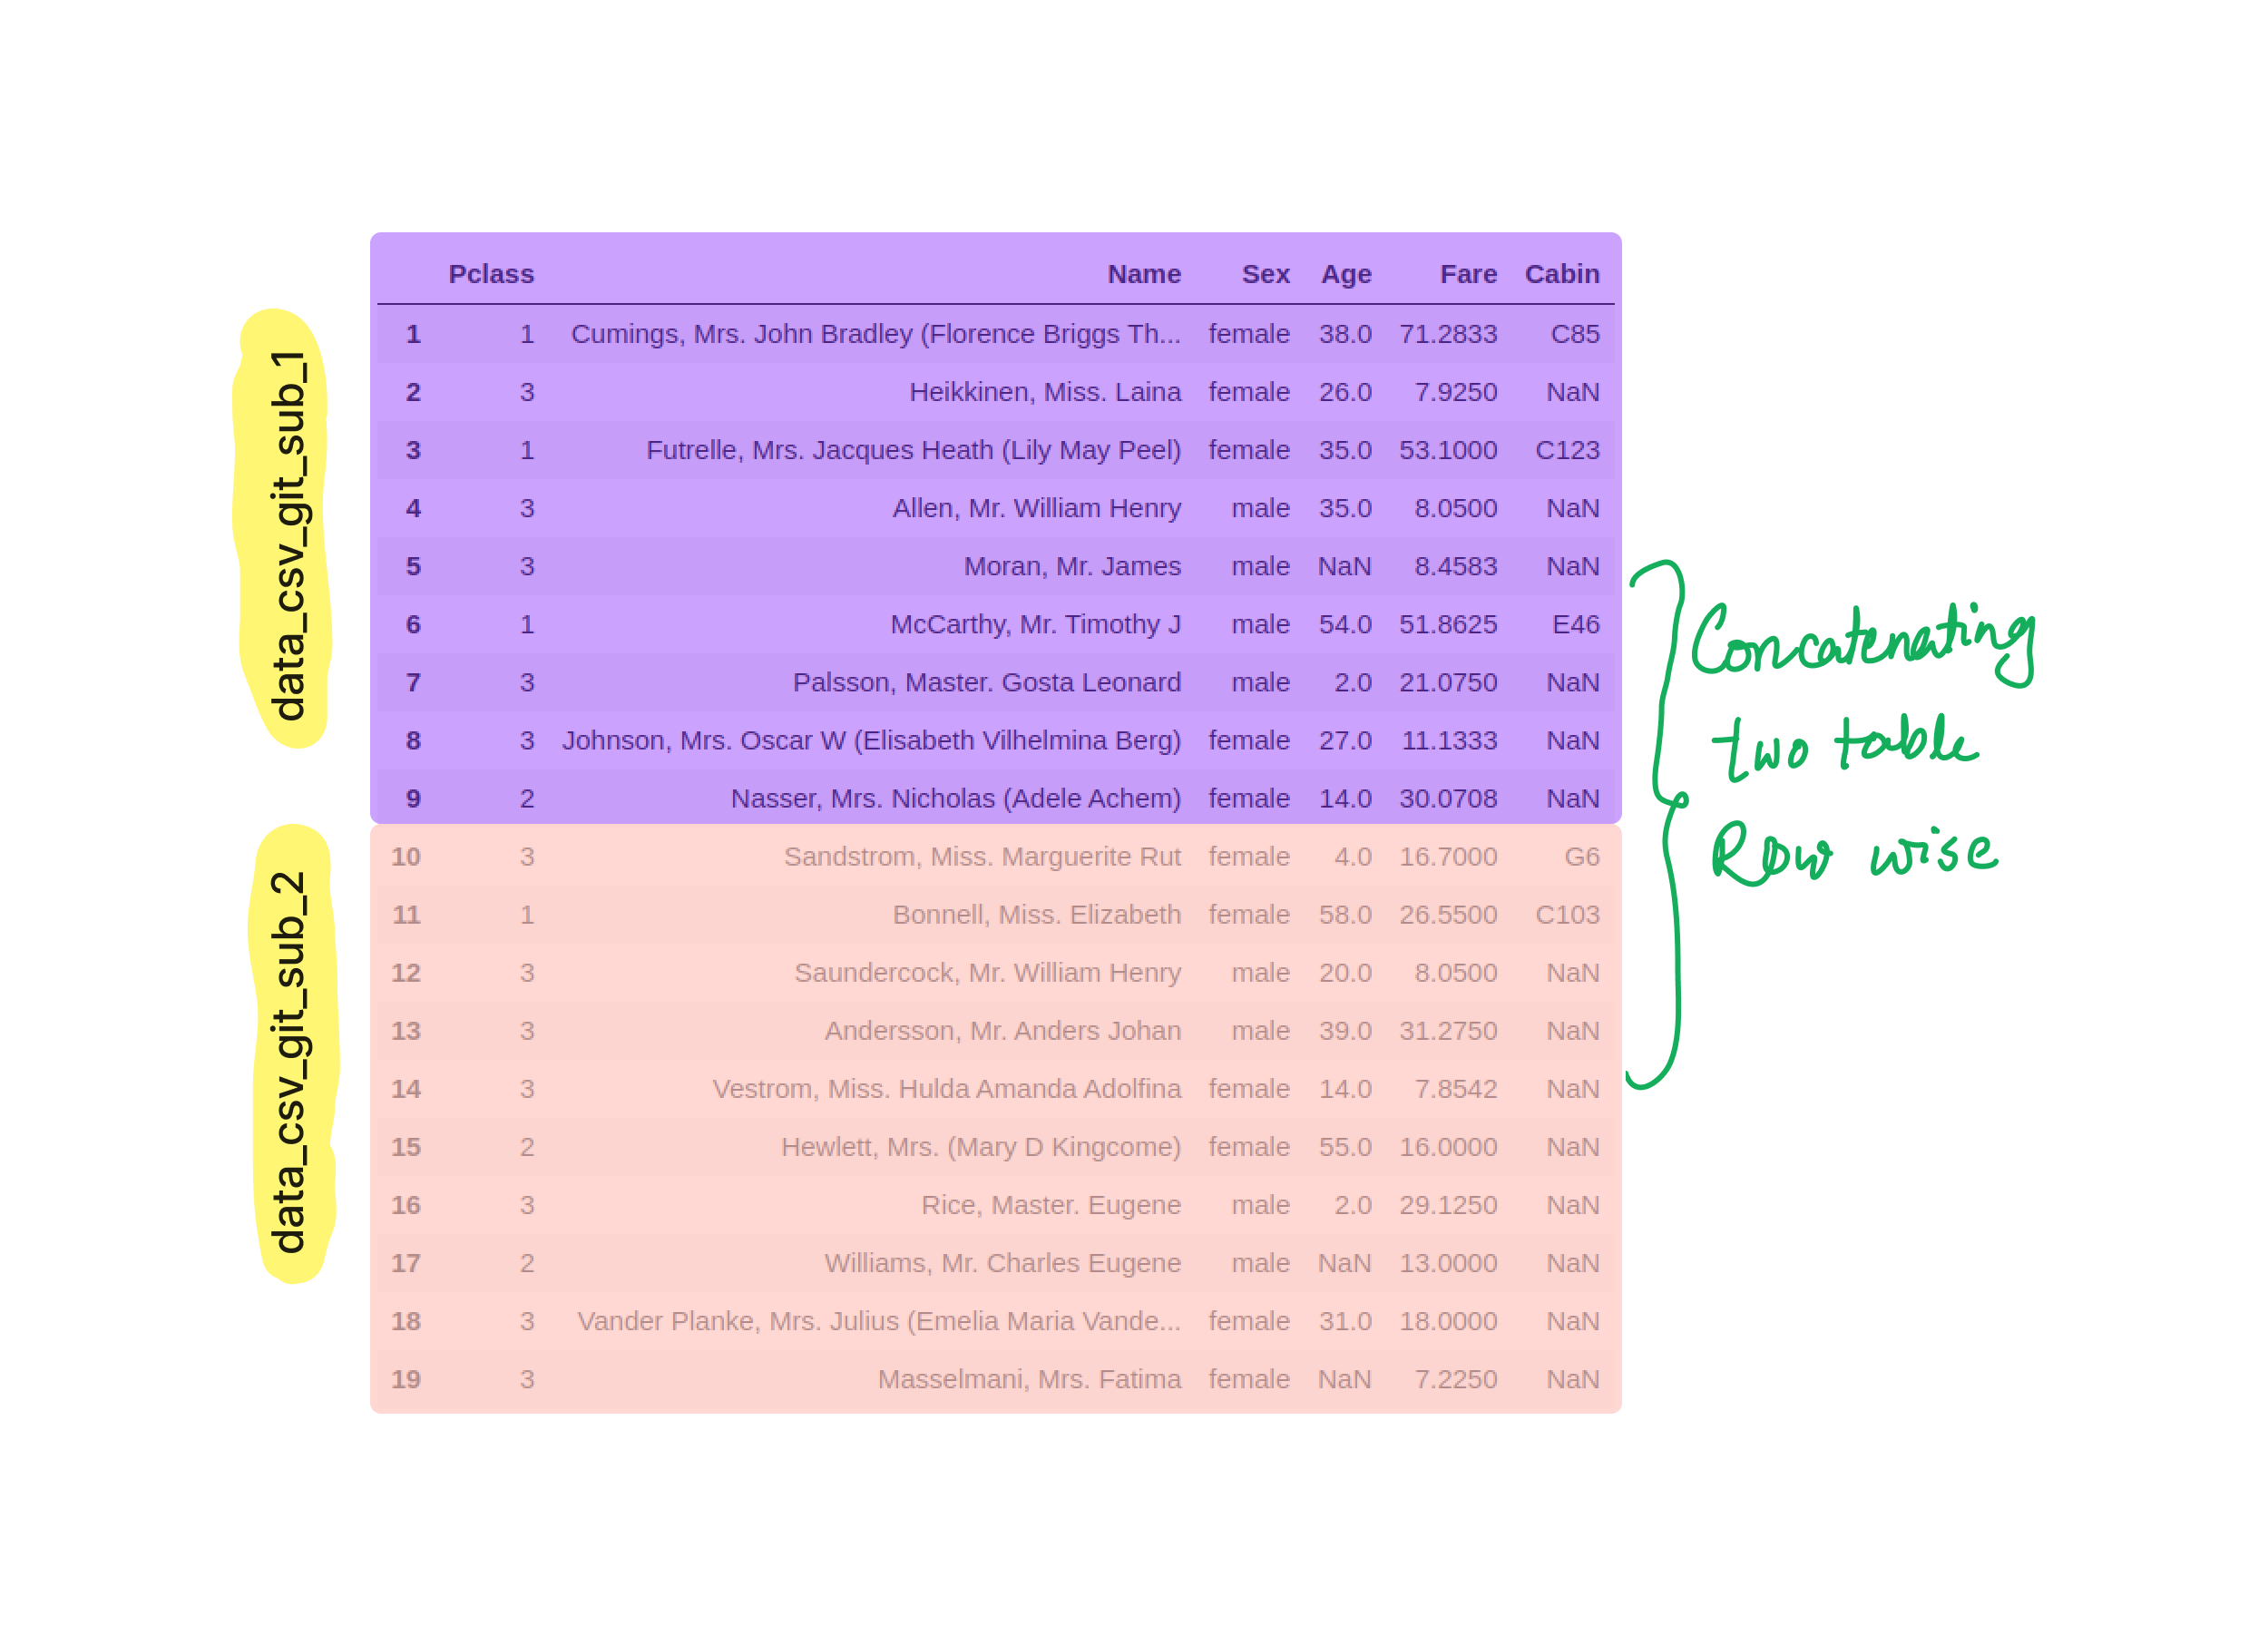 data_csv_git_sub_1
Pclass Name Sex Age Fare Cabin
1 1 Cumings, Mrs. John Bradley (Florence Briggs Th... female 38.0 71.2833 C85
2 3 Heikkinen, Miss. Laina female 26.0 7.9250 NaN
3 1 Futrelle, Mrs. Jacques Heath (Lily May Peel) female 35.0 53.1000 C123
4 3 Allen, Mr. William Henry male 35.0 8.0500 NaN
5 3 Moran, Mr. James male NaN 8.4583 NaN
6 1 McCarthy, Mr. Timothy J male 54.0 51.8625 E46
7 3 Palsson, Master. Gosta Leonard male 2.0 21.0750 NaN
8 3 Johnson, Mrs. Oscar W (Elisabeth Vilhelmina Berg) female 27.0 11.1333 NaN
9 2 Nasser, Mrs. Nicholas (Adele Achem) female 14.0 30.0708 NaN
data_csv_git_sub_2
10 3 Sandstrom, Miss. Marguerite Rut female 4.0 16.7000 G6
11 1 Bonnell, Miss. Elizabeth female 58.0 26.5500 C103
12 3 Saundercock, Mr. William Henry male 20.0 8.0500 NaN
13 3 Andersson, Mr. Anders Johan male 39.0 31.2750 NaN
14 3 Vestrom, Miss. Hulda Amanda Adolfina female 14.0 7.8542 NaN
15 2 Hewlett, Mrs. (Mary D Kingcome) female 55.0 16.0000 NaN
16 3 Rice, Master. Eugene male 2.0 29.1250 NaN
17 2 Williams, Mr. Charles Eugene male NaN 13.0000 NaN
18 3 Vander Planke, Mrs. Julius (Emelia Maria Vande... female 31.0 18.0000 NaN
19 3 Masselmani, Mrs. Fatima female NaN 7.2250 NaN
Concatenating
two table
Row wise